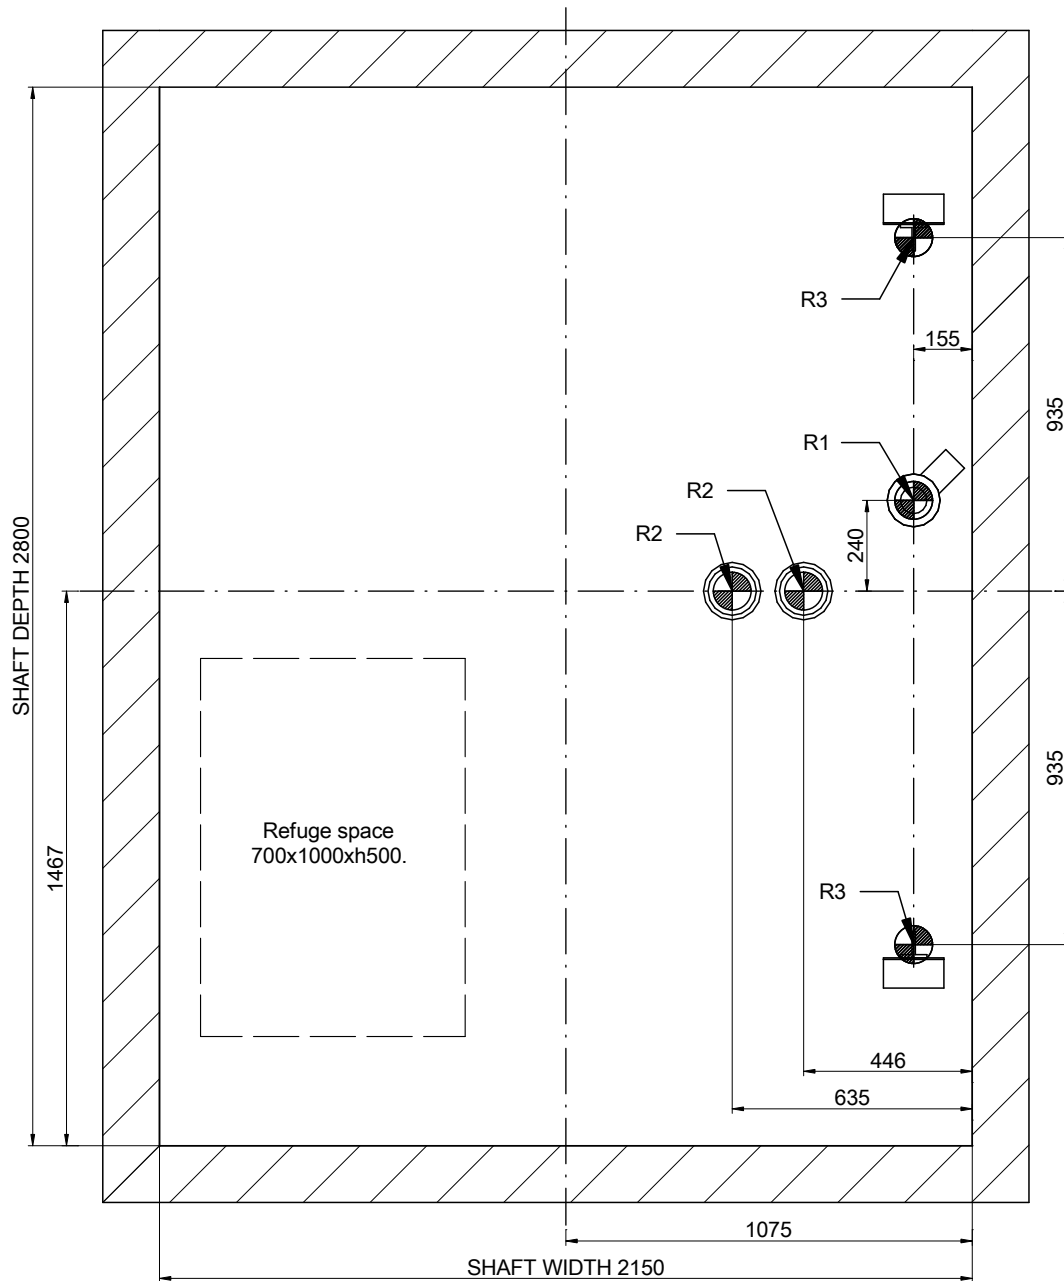 R3
155
935
R1
R2
240
R2
SHAFT DEPTH 2800
935
Refuge space
700x1000xh500.
1467
R3
446
635
1075
SHAFT WIDTH 2150